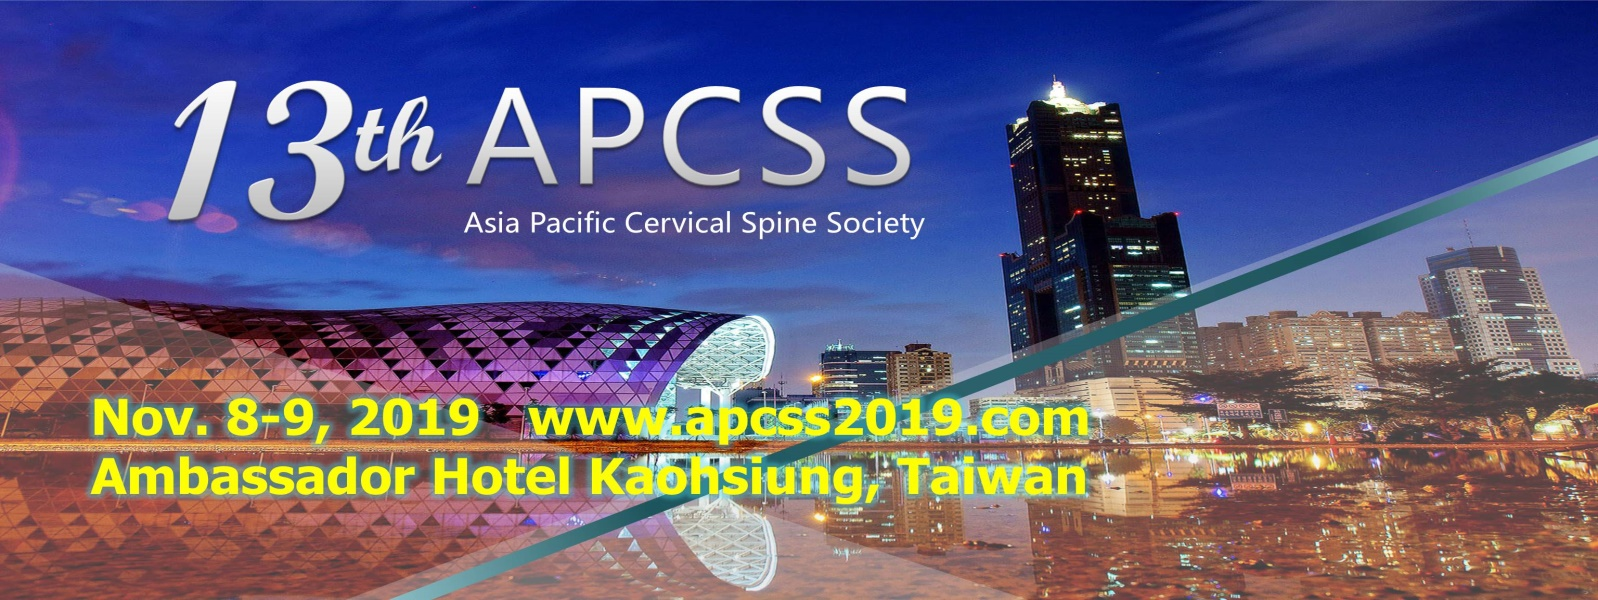 13th APCSS
Asia Pacific Cervical Spine Society
Nov. 8-9, 2019 www.apcss2019.com
Ambassador Hotel Kaohsiung, Taiwan